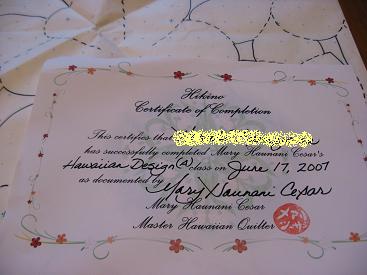 Hikino
Certificate of Completion
This certifies that
has successfully completed Mary Haunani Cesar's
Hawaiian Design(A) class on June 17, 2007
as documented by Mary Haunani Cesar
Mary Haunani Cesar
Master Hawaiian Quilter